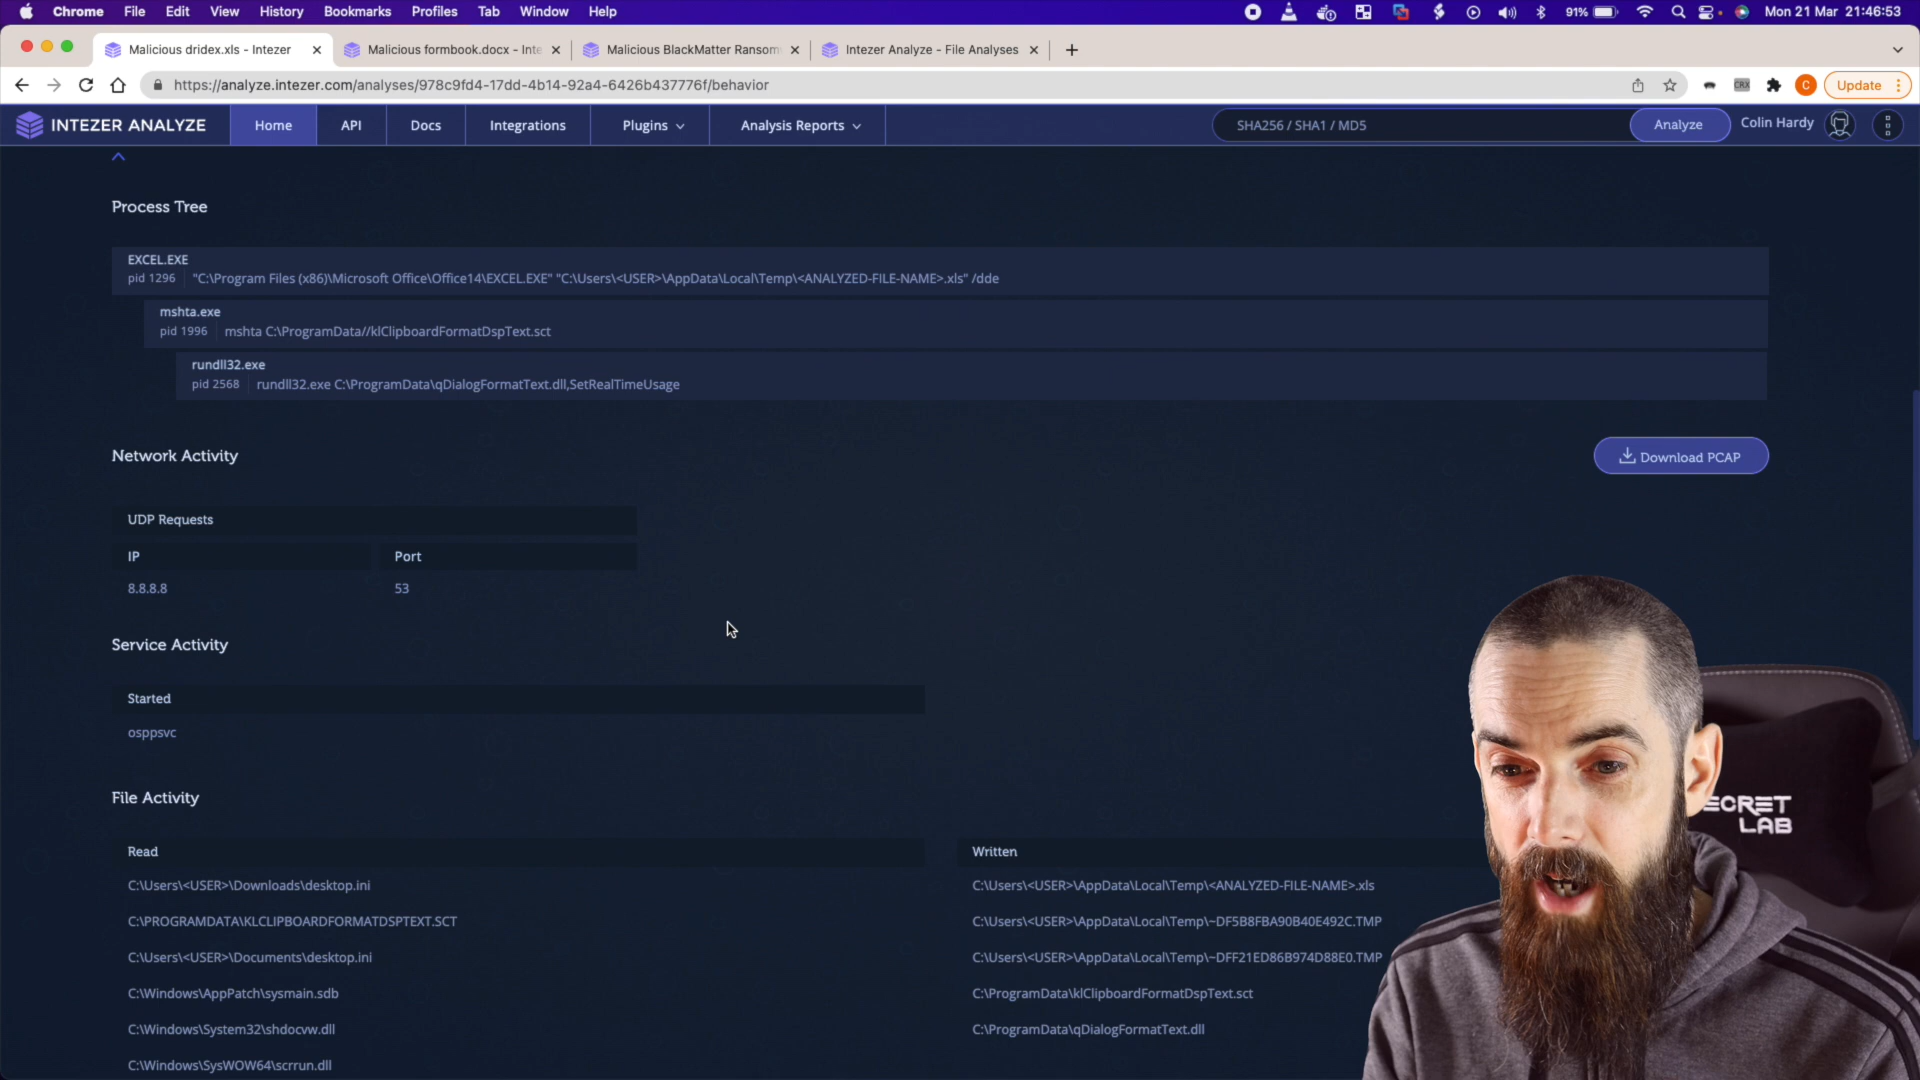 Chrome File Edit View History Bookmarks Profiles Tab Window Help 91% Mon 21 Mar 21:46:53
Malicious dridex.xls - Intezer Malicious formbook.docx - Inte Malicious BlackMatter Ransom Intezer Analyze - File Analyses
https://analyze.intezer.com/analyses/978c9fd4-17dd-4b14-92a4-6426b437776f/behavior CRX C Update
INTEZER ANALYZE Home API Docs Integrations Plugins Analysis Reports SHA256 / SHA1 / MD5 Analyze Colin Hardy
Process Tree
EXCEL.EXE
pid 1296 "C:\Program Files (x86)\Microsoft Office\Office14\EXCEL.EXE" "C:\Users\<USER>\AppData\Local\Temp\<ANALYZED-FILE-NAME>.xls" /dde
mshta.exe
pid 1996 mshta C:\ProgramData//klClipboardFormatDspText.sct
rundll32.exe
pid 2568 rundll32.exe C:\ProgramData\qDialogFormatText.dll,SetRealTimeUsage
Network Activity Download PCAP
UDP Requests
IP Port
8.8.8.8 53
Service Activity
Started
osppsvc
File Activity
Read Written
C:\Users\<USER>\Downloads\desktop.ini C:\Users\<USER>\AppData\Local\Temp\<ANALYZED-FILE-NAME>.xls
C:\PROGRAMDATA\KLCLIPBOARDFORMATDSPTEXT.SCT C:\Users\<USER>\AppData\Local\Temp\~DF5B8FBA90B40E492C.TMP
C:\Users\<USER>\Documents\desktop.ini C:\Users\<USER>\AppData\Local\Temp\~DFF21ED86B974D88E0.TMP
C:\Windows\AppPatch\sysmain.sdb C:\ProgramData\klClipboardFormatDspText.sct
C:\Windows\System32\shdocvw.dll C:\ProgramData\qDialogFormatText.dll
C:\Windows\SysWOW64\scrrun.dll
ECRET
LAB